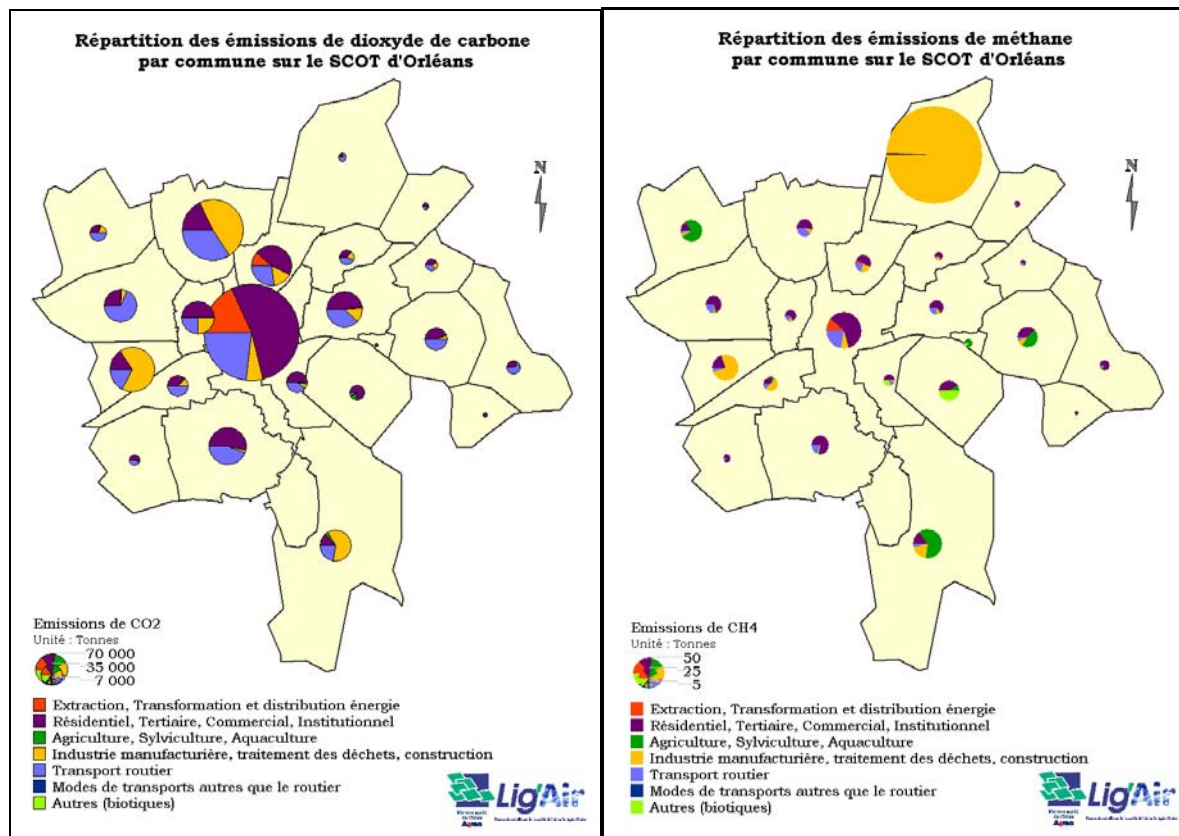 Répartition des émissions de dioxyde de carbone
par commune sur le SCOT d'Orléans
N
Emissions de CO2
Unité : Tonnes
70 000
35 000
7 000
Extraction, Transformation et distribution énergie
Résidentiel, Tertiaire, Commercial, Institutionnel
Agriculture, Sylviculture, Aquaculture
Industrie manufacturière, traitement des déchets, construction
Transport routier
Modes de transports autres que le routier
Autres (biotiques)
Lig'Air
Répartition des émissions de méthane
par commune sur le SCOT d'Orléans
N
Emissions de CH4
Unité : Tonnes
50
25
5
Extraction, Transformation et distribution énergie
Résidentiel, Tertiaire, Commercial, Institutionnel
Agriculture, Sylviculture, Aquaculture
Industrie manufacturière, traitement des déchets, construction
Transport routier
Modes de transports autres que le routier
Autres (biotiques)
Lig'Air